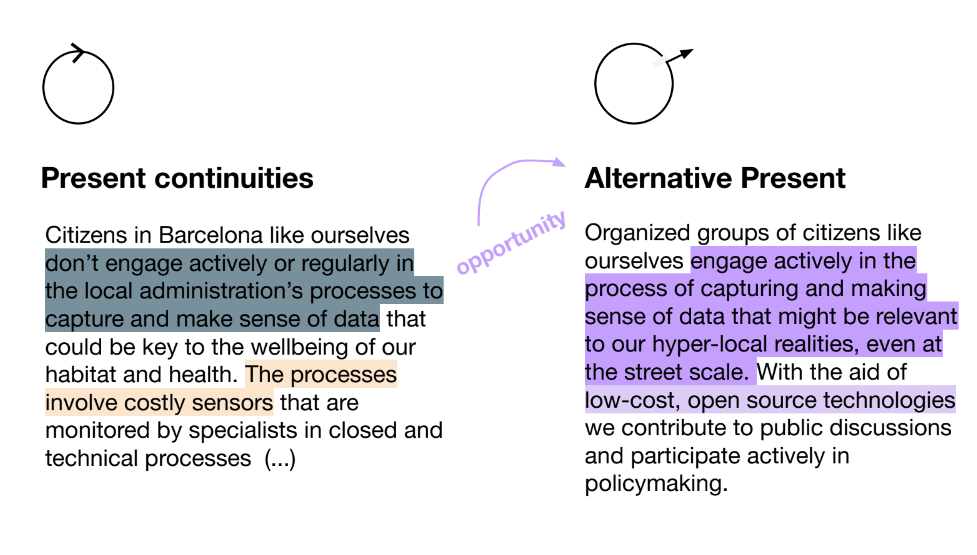 Present continuities
Citizens in Barcelona like ourselves
don’t engage actively or regularly in
the local administration’s processes to
capture and make sense of data that
could be key to the wellbeing of our
habitat and health. The processes
involve costly sensors that are
monitored by specialists in closed and
technical processes (...)
opportunity
Alternative Present
Organized groups of citizens like
ourselves engage actively in the
process of capturing and making
sense of data that might be relevant
to our hyper-local realities, even at
the street scale. With the aid of
low-cost, open source technologies
we contribute to public discussions
and participate actively in
policymaking.